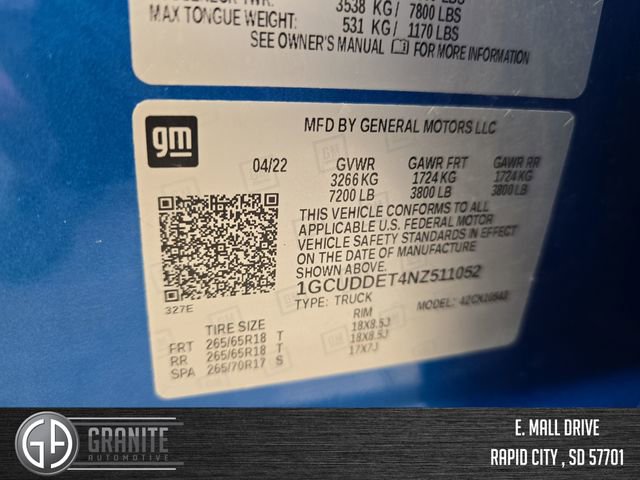 3538 KG/ 7800 LBS
MAX TONGUE WEIGHT: 531 KG/ 1170 LBS
SEE OWNER'S MANUAL FOR MORE INFORMATION
gm
MFD BY GENERAL MOTORS LLC
04/22 GVWR GAWR FRT GAWR RR
3266 KG 1724 KG 1724 KG
7200 LB 3800 LB 3800 LB
THIS VEHICLE CONFORMS TO ALL
APPLICABLE U.S. FEDERAL MOTOR
VEHICLE SAFETY STANDARDS IN EFFECT
ON THE DATE OF MANUFACTURE
SHOWN ABOVE
1GCUDDET4NZ511052
TYPE: TRUCK MODEL:
327E
TIRE SIZE RIM
FRT 265/65R18 T 18X8.5J
RR 265/65R18 T 18X8.5J
SPA 265/70R17 S 17X7J
GA GRANITE
AUTOMOTIVE
E. MALL DRIVE
RAPID CITY , SD 57701